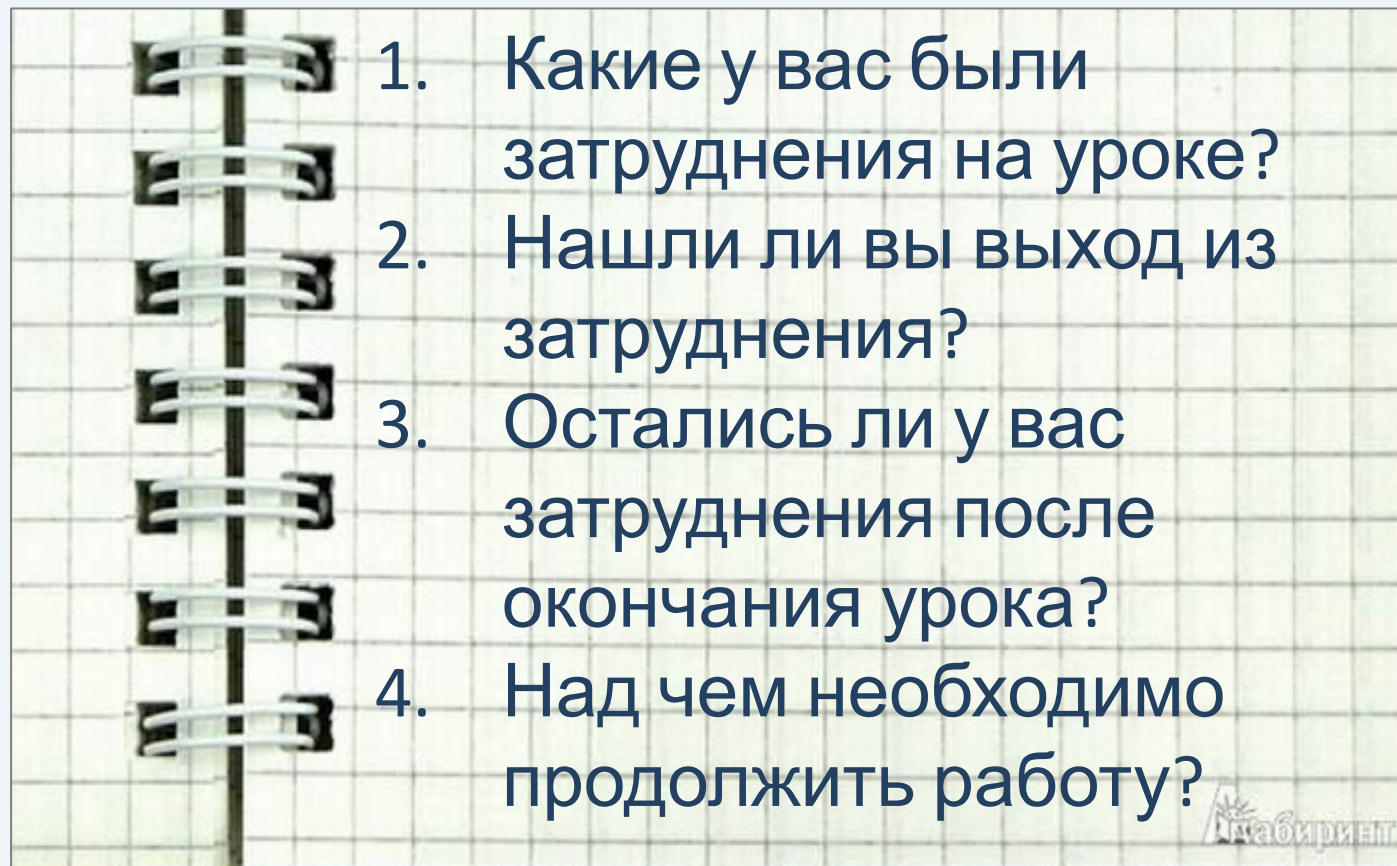 1. Какие у вас были
затруднения на уроке?
2. Нашли ли вы выход из
затруднения?
3. Остались ли у вас
затруднения после
окончания урока?
4. Над чем необходимо
продолжить работу?
Лабиринт